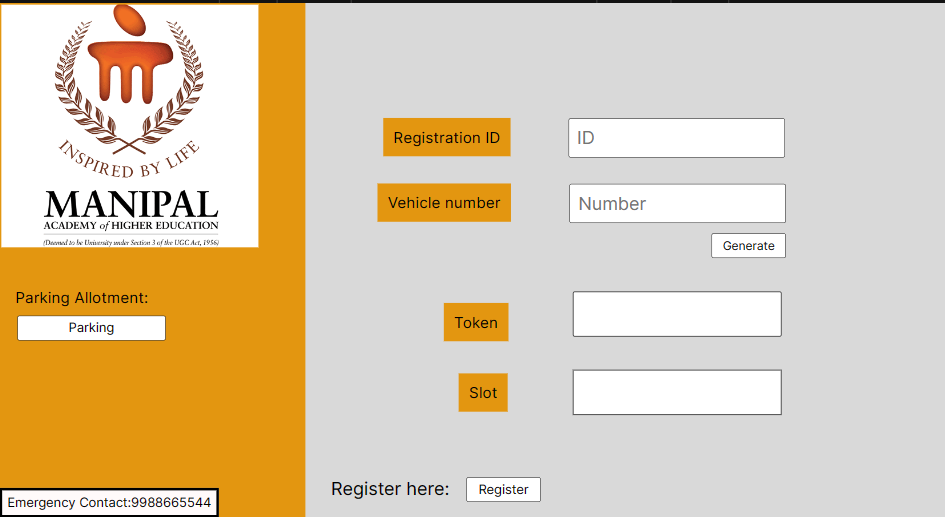 INSPIRED BY LIFE
MANIPAL
ACADEMY of HIGHER EDUCATION
(Deemed to be University under Section 3 of the UGC Act, 1956)
Parking Allotment:
Parking
Emergency Contact:9988665544
Registration ID
ID
Vehicle number
Number
Generate
Token
Slot
Register here:
Register